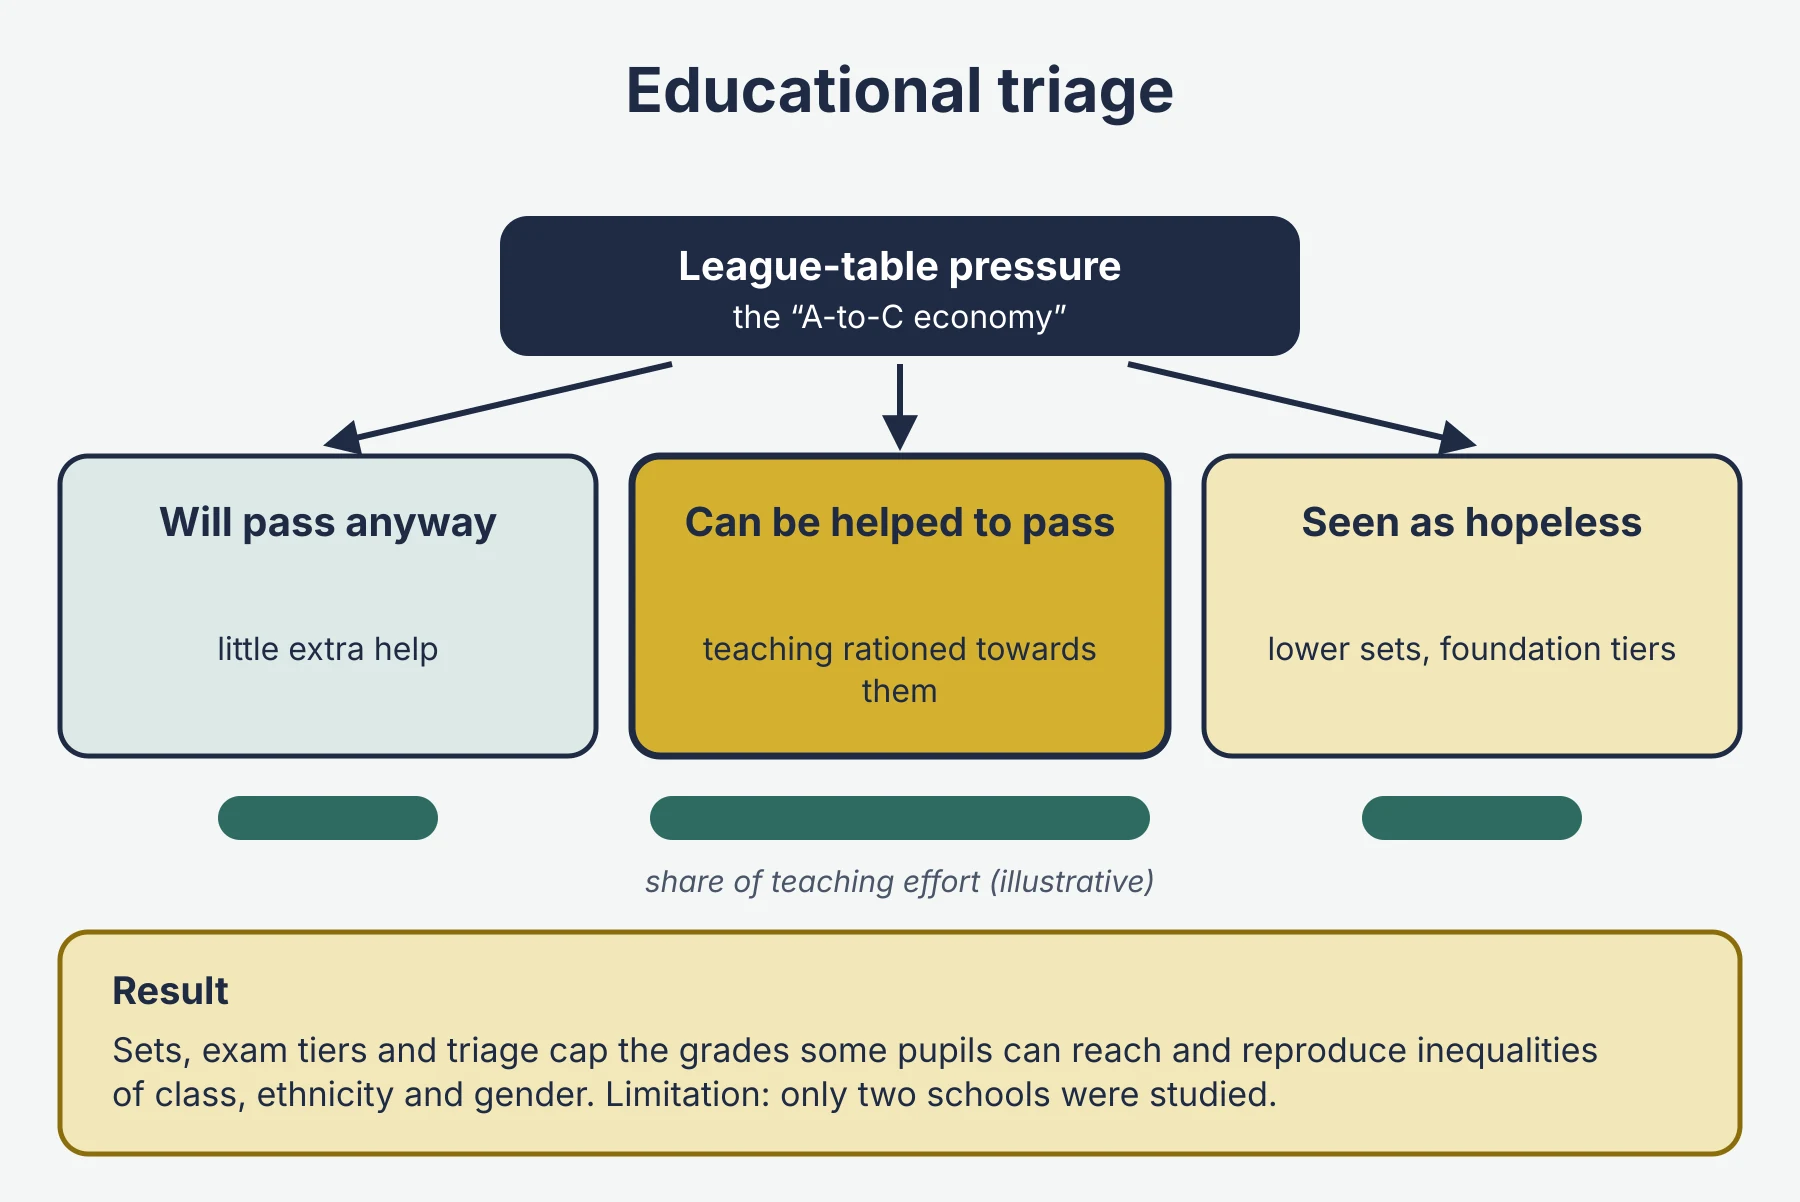 Educational triage
League-table pressure
the “A-to-C economy”
Will pass anyway
little extra help
Can be helped to pass
teaching rationed towards
them
Seen as hopeless
lower sets, foundation tiers
share of teaching effort (illustrative)
Result
Sets, exam tiers and triage cap the grades some pupils can reach and reproduce inequalities
of class, ethnicity and gender. Limitation: only two schools were studied.